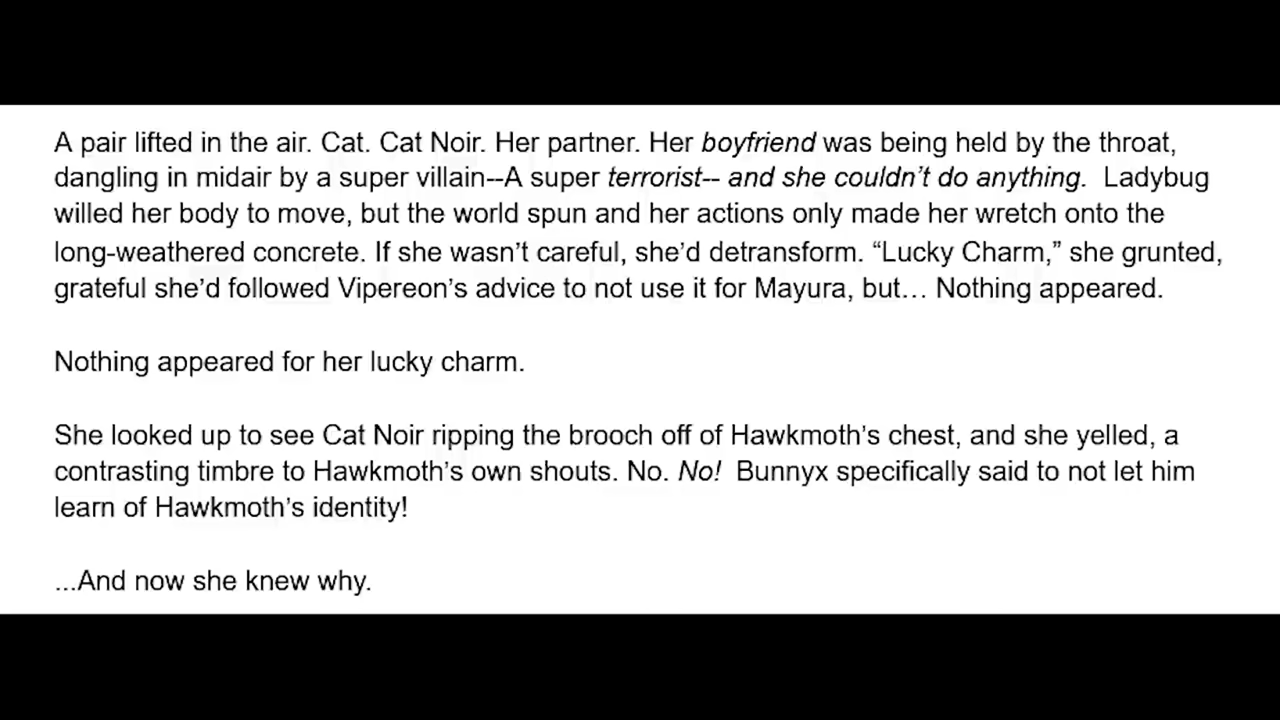 A pair lifted in the air. Cat. Cat Noir. Her partner. Her boyfriend was being held by the throat,
dangling in midair by a super villain--A super terrorist-- and she couldn’t do anything. Ladybug
willed her body to move, but the world spun and her actions only made her wretch onto the
long-weathered concrete. If she wasn’t careful, she’d detransform. “Lucky Charm,” she grunted,
grateful she’d followed Vipereon’s advice to not use it for Mayura, but… Nothing appeared.
Nothing appeared for her lucky charm.
She looked up to see Cat Noir ripping the brooch off of Hawkmoth’s chest, and she yelled, a
contrasting timbre to Hawkmoth’s own shouts. No. No! Bunnyx specifically said to not let him
learn of Hawkmoth’s identity!
...And now she knew why.